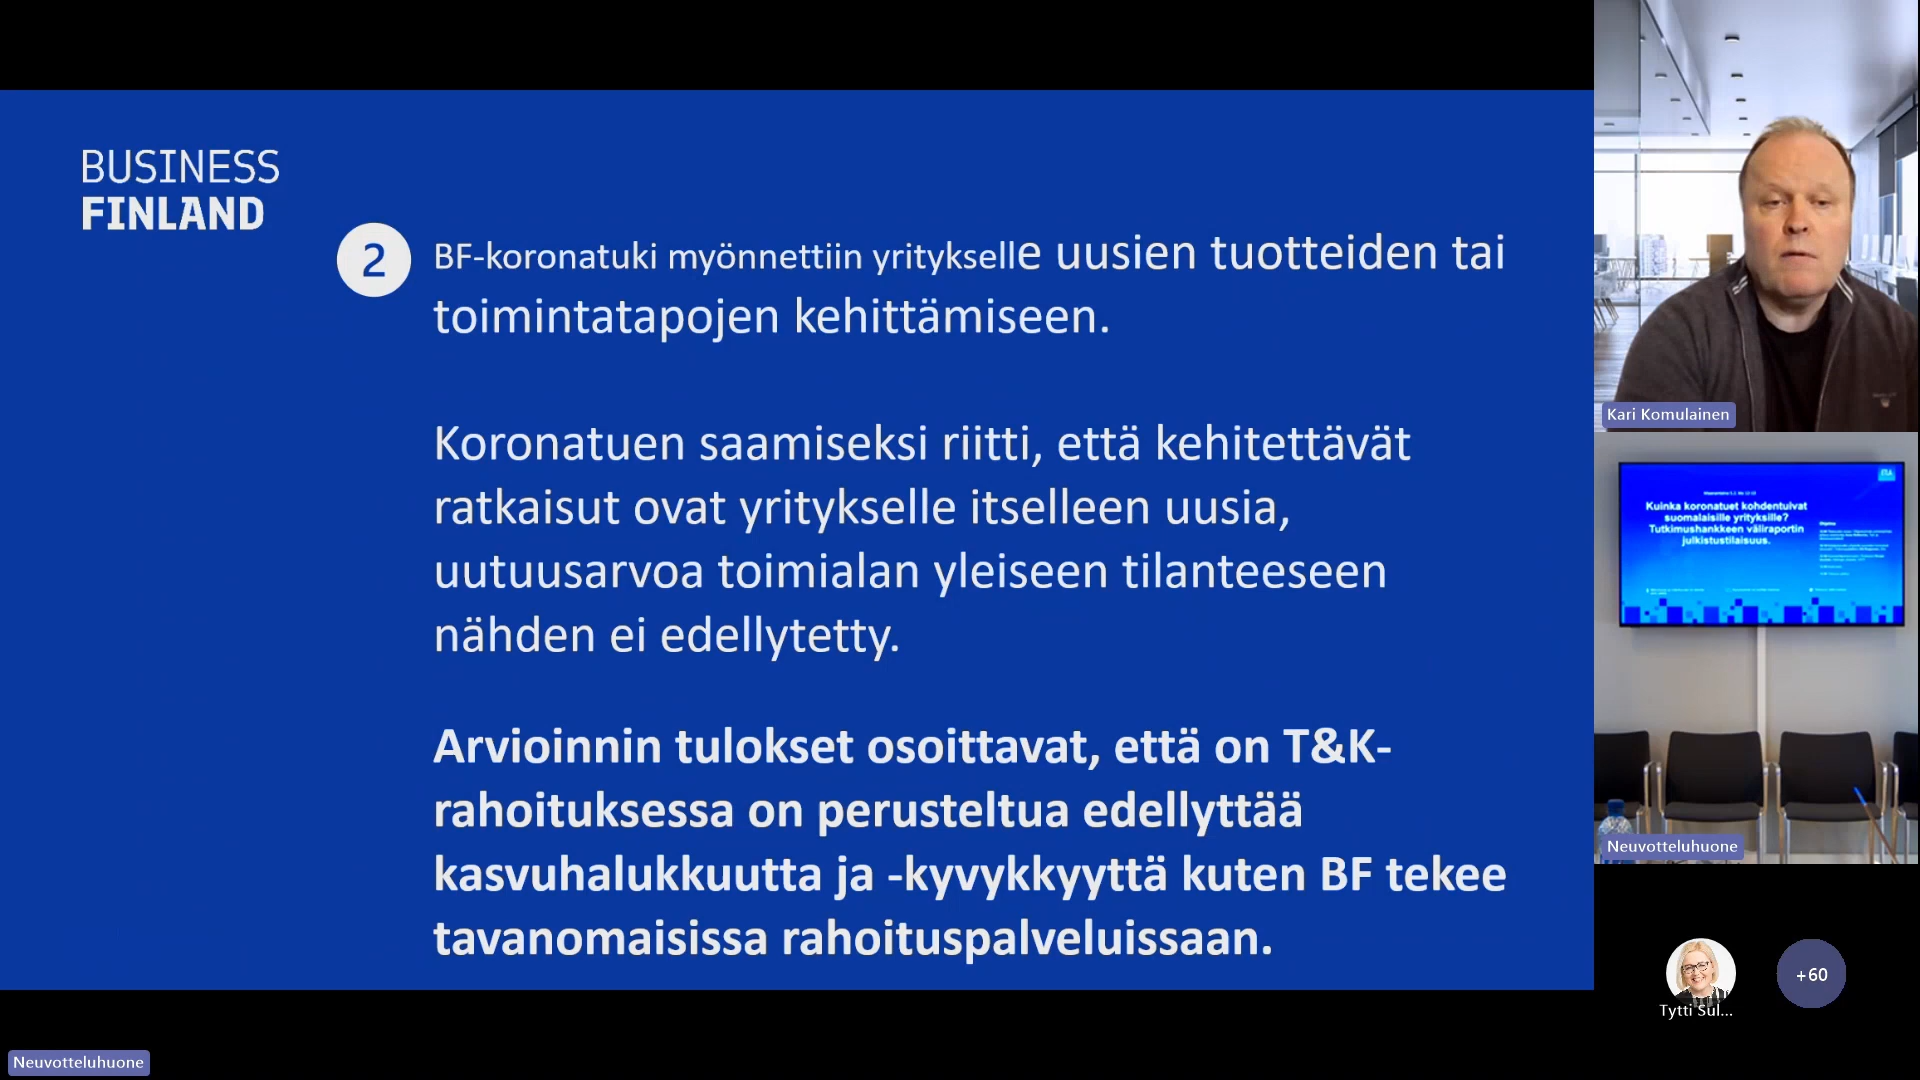 BUSINESS
FINLAND
2
BF-koronatuki myönnettiin yritykselle uusien tuotteiden tai
toimintatapojen kehittämiseen.
Koronatuen saamiseksi riitti, että kehitettävät
ratkaisut ovat yritykselle itselleen uusia,
uutuusarvoa toimialan yleiseen tilanteeseen
nähden ei edellytetty.
Arvioinnin tulokset osoittavat, että on T&K-
rahoituksessa on perusteltua edellyttää
kasvuhalukkuutta ja -kyvykkyyttä kuten BF tekee
tavanomaisissa rahoituspalveluissaan.
Neuvotteluhuone
Kari Komulainen
Kuinka koronatuet kohdentuivat
suomalaisille yrityksille?
Tutkimushankkeen väliraportin
julkistustilaisuus.
Neuvotteluhuone
Tytti Sul...
+60